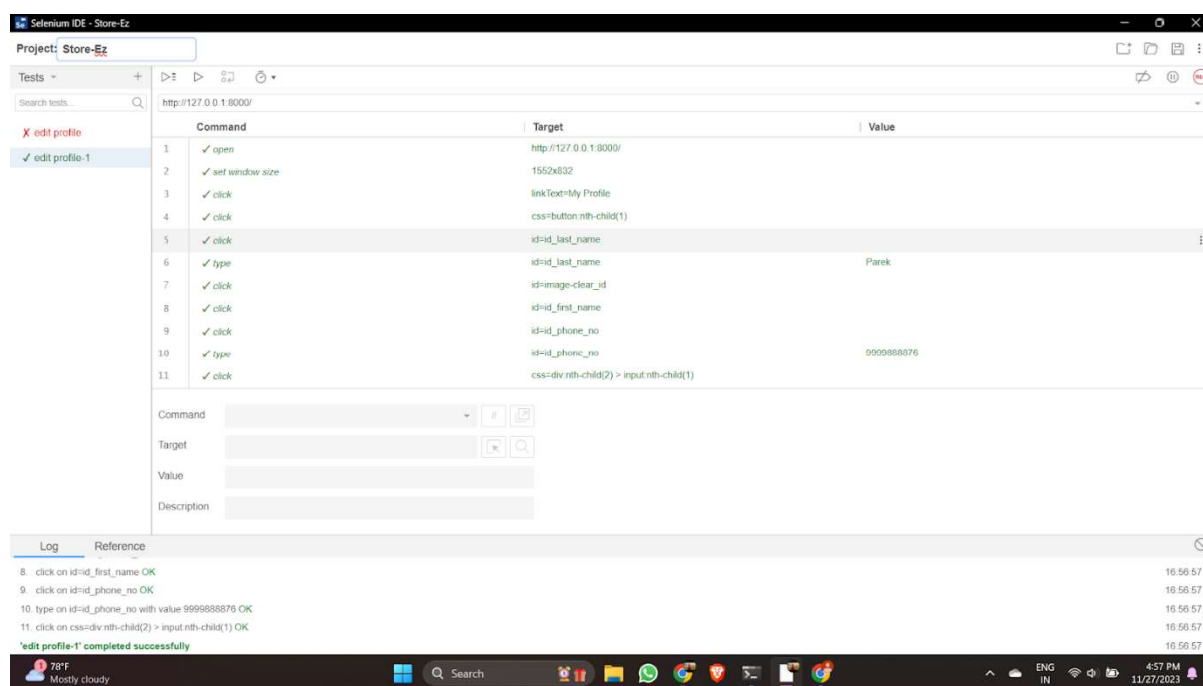 Selenium IDE - Store-Ez
Project: Store-Ez
Tests
Search tests...
http://127.0.0.1:8000/
X edit profile
✓ edit profile-1
Command Target Value
1 ✓ open http://127.0.0.1:8000/
2 ✓ set window size 1552x832
3 ✓ click linkText=My Profile
4 ✓ click css=button:nth-child(1)
5 ✓ click id=id_last_name
6 ✓ type id=id_last_name Parek
7 ✓ click id=image-clear_id
8 ✓ click id=id_first_name
9 ✓ click id=id_phone_no
10 ✓ type id=id_phone_no 9999888876
11 ✓ click css=div:nth-child(2) > input:nth-child(1)
Command //
Target
Value
Description
Log Reference
8. click on id=id_first_name OK 16:56:57
9. click on id=id_phone_no OK 16:56:57
10. type on id=id_phone_no with value 9999888876 OK 16:56:57
11. click on css=div:nth-child(2) > input:nth-child(1) OK 16:56:57
'edit profile-1' completed successfully 16:56:57
1 78°F
Mostly cloudy
Search
ENG
IN
4:57 PM
11/27/2023